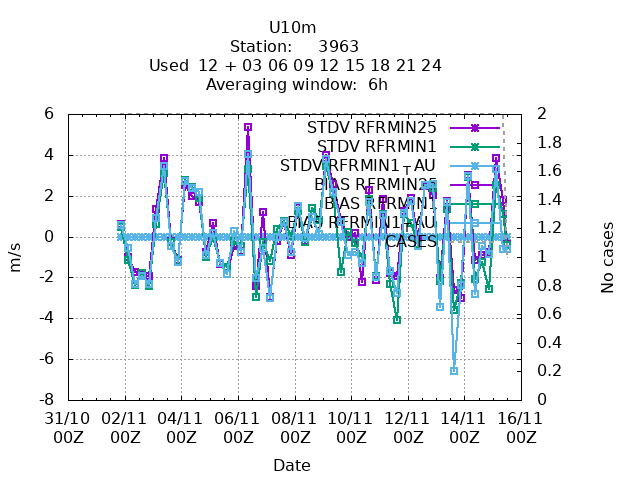 U10m
Station: 3963
Used 12 + 03 06 09 12 15 18 21 24
Averaging window: 6h
6
4
2
0
-2
-4
-6
-8
m/s
2
1.8
1.6
1.4
1.2
1
0.8
0.6
0.4
0.2
0
No cases
STDV RFRMIN25
STDV RFRMIN1
STDV RFRMIN1_AU
BIAS RFRMIN25
BIAS RFRMIN1
BIAS RFRMIN1_AU
CASES
31/10 02/11 04/11 06/11 08/11 10/11 12/11 14/11 16/11
00Z 00Z 00Z 00Z 00Z 00Z 00Z 00Z 00Z
Date